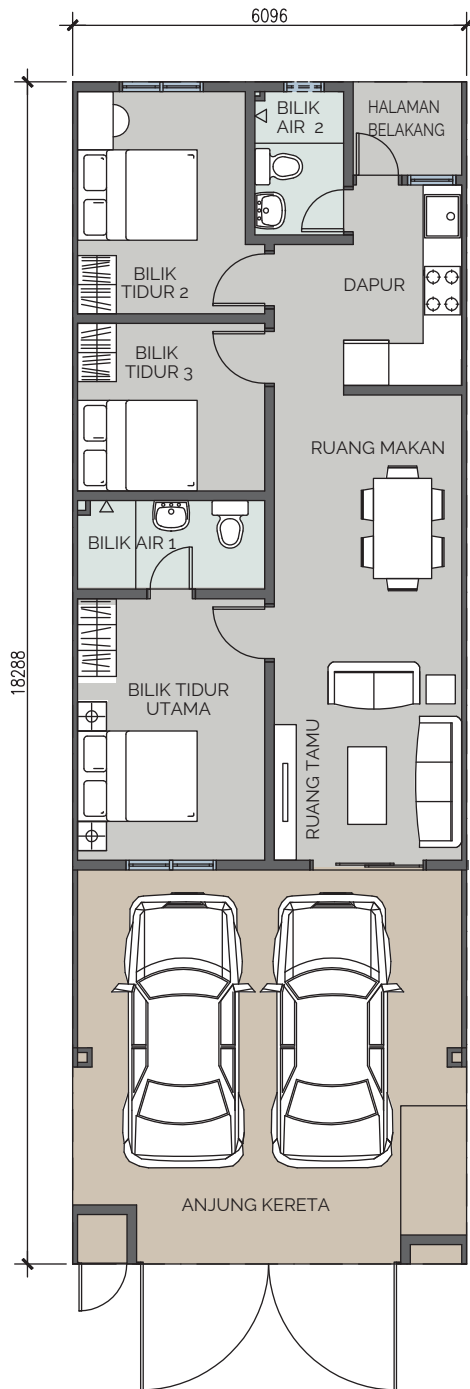 6096
BILIK
AIR 2
HALAMAN
BELAKANG
BILIK
TIDUR 2
DAPUR
BILIK
TIDUR 3
RUANG MAKAN
BILIK AIR 1
18288
BILIK TIDUR
UTAMA
RUANG TAMU
ANJUNG KERETA